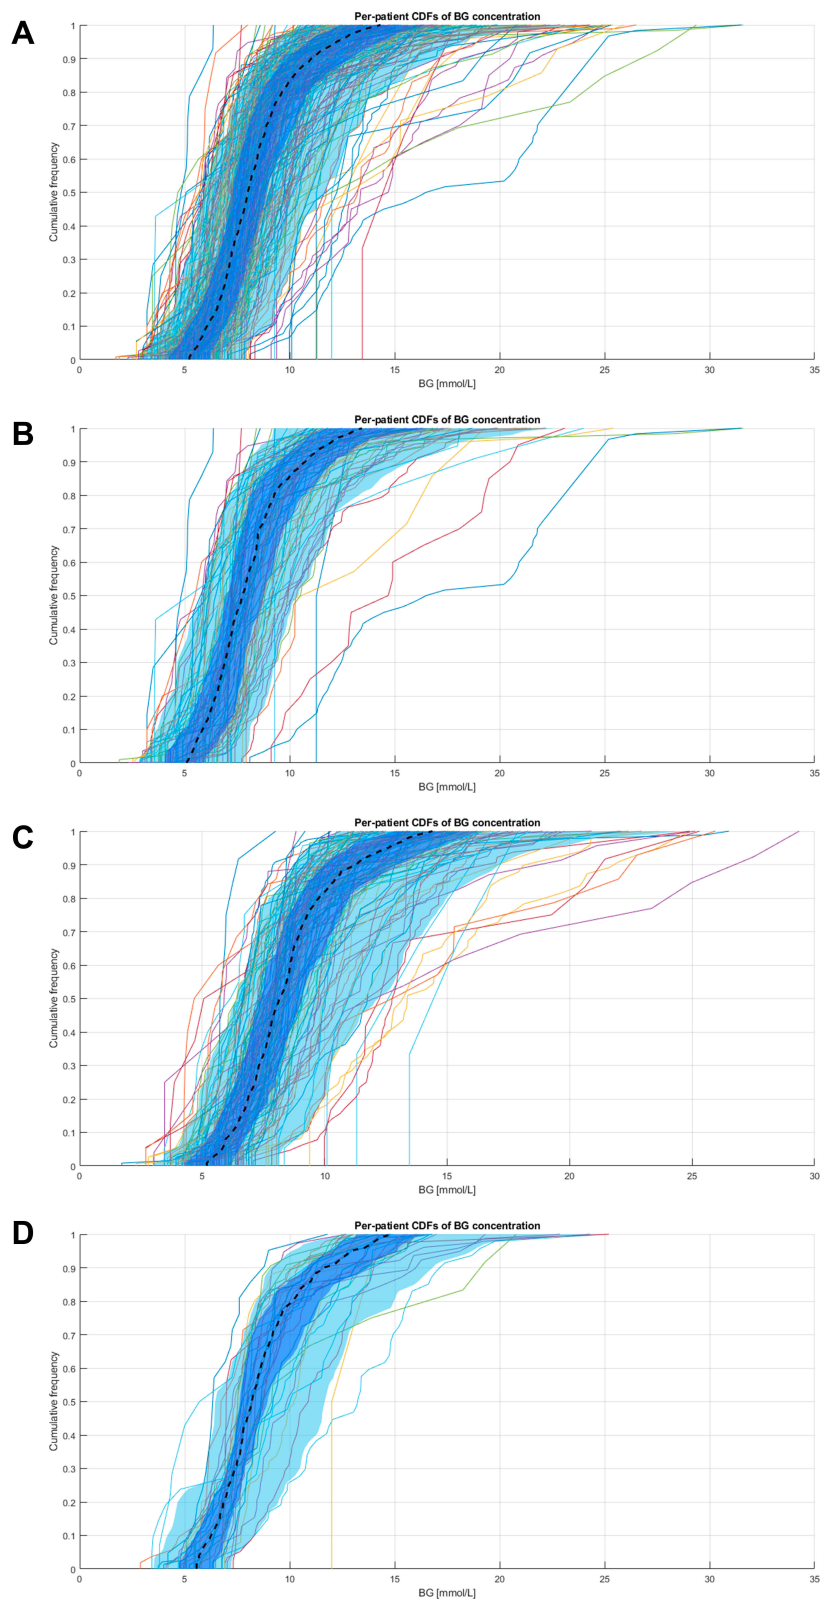 A
Per-patient CDFs of BG concentration
1
0.9
0.8
0.7
0.6
0.5
0.4
0.3
0.2
0.1
0
Cumulative frequency
0 5 10 15 20 25 30 35
BG [mmol/L]
B
Per-patient CDFs of BG concentration
1
0.9
0.8
0.7
0.6
0.5
0.4
0.3
0.2
0.1
0
Cumulative frequency
0 5 10 15 20 25 30 35
BG [mmol/L]
C
Per-patient CDFs of BG concentration
1
0.9
0.8
0.7
0.6
0.5
0.4
0.3
0.2
0.1
0
Cumulative frequency
0 5 10 15 20 25 30
BG [mmol/L]
D
Per-patient CDFs of BG concentration
1
0.9
0.8
0.7
0.6
0.5
0.4
0.3
0.2
0.1
0
Cumulative frequency
0 5 10 15 20 25 30 35
BG [mmol/L]